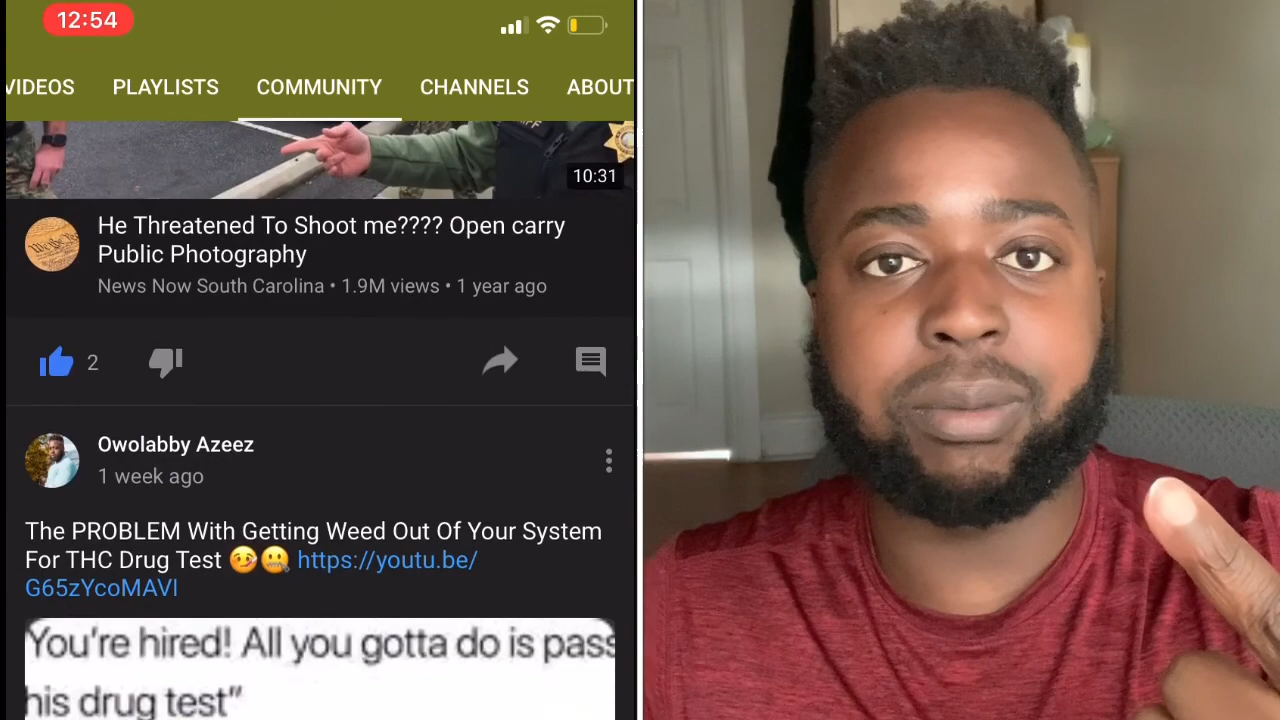 12:54
VIDEOS PLAYLISTS COMMUNITY CHANNELS ABOUT
10:31
He Threatened To Shoot me???? Open carry
Public Photography
News Now South Carolina • 1.9M views • 1 year ago
2
Owolabby Azeez
1 week ago
The PROBLEM With Getting Weed Out Of Your System
For THC Drug Test 🤒🤐 https://youtu.be/
G65zYcoMAVI
You're hired! All you gotta do is pass
his drug test"